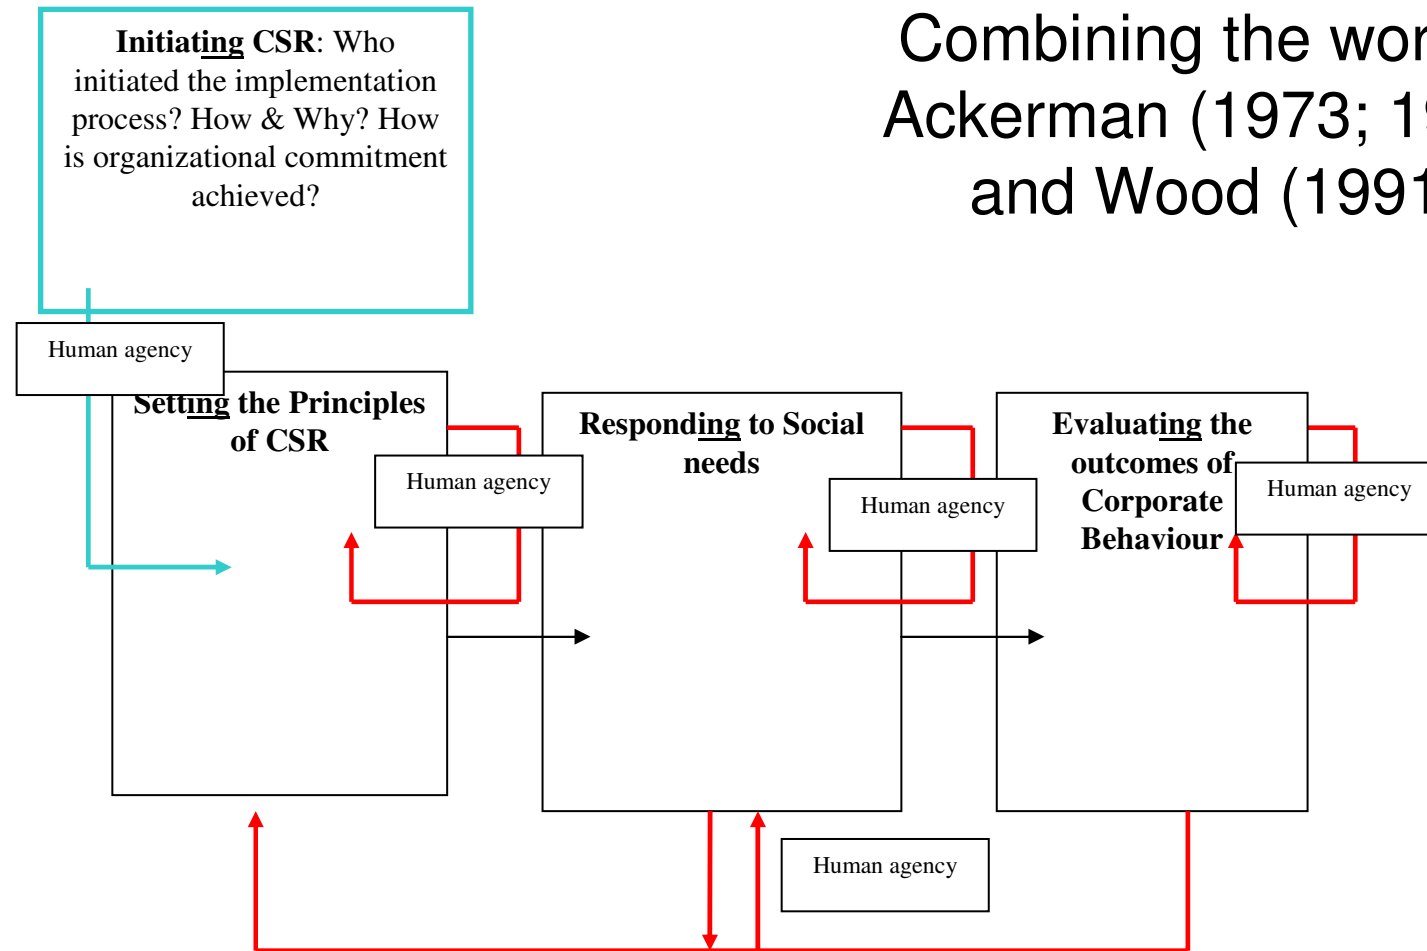 Combining the
Ackerman (1973;
and Wood (1991
Initiating CSR: Who
initiated the implementation
process? How & Why? How
is organizational commitment
achieved?
Human agency
Setting the Principles
of CSR
Human agency
Responding to Social
needs
Human agency
Evaluating the
outcomes of
Corporate
Behaviour
Human agency
Human agency